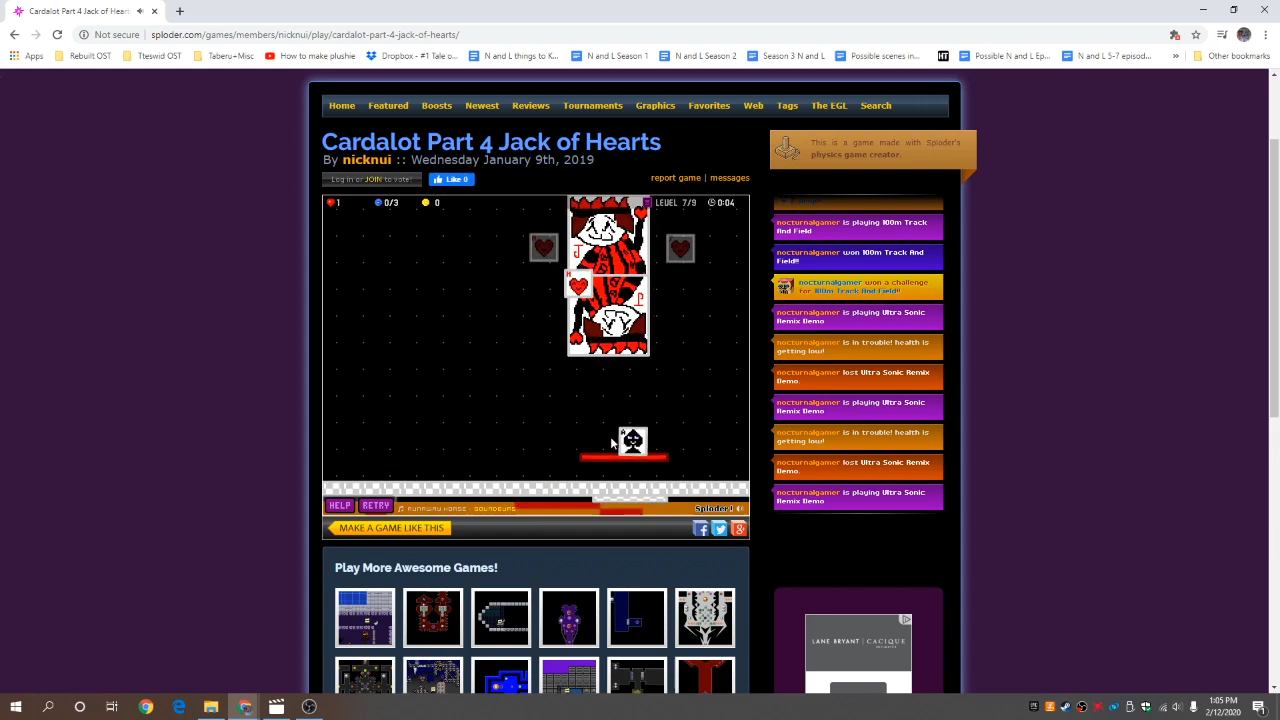 Cardalot Part 4 Jack of H
Not secure | sploder.com/games/members/nicknui/play/cardalot-part-4-jack-of-hearts/
Apps Rebuilt OST Tteswid OST Taberu+Misc How to play xbox Dropbox - #1 Tale o... N and L things to K... N and L Season 1 N and L Season 2 Season 3 N and L HT Possible N and L Ep... N and L 5-7 episod... Other bookmarks
Home Featured Boosts Newest Reviews Tournaments Graphics Favorites Web Tags The EGL Search
Cardalot Part 4 Jack of Hearts
By nicknui :: Wednesday January 9th, 2019
Log in or JOIN to vote! Like 0 report game | messages
This is a game made with Sploder's
physics game creator.
1 0/3 0 LEVEL 7/9 0:04
J
H
J
A
HELP RETRY RUNAWAY HORSE - SOUNDEUMS Sploder!
MAKE A GAME LIKE THIS
nocturnalgamer is playing 100m Track
And Field
nocturnalgamer won 100m Track And
Field!!
nocturnalgamer won a challenge
for 100m Track And Field!!
nocturnalgamer is playing Ultra Sonic
Remix Demo
nocturnalgamer is in trouble! health is
getting low!
nocturnalgamer lost Ultra Sonic Remix
Demo.
nocturnalgamer is playing Ultra Sonic
Remix Demo
nocturnalgamer is in trouble! health is
getting low!
nocturnalgamer lost Ultra Sonic Remix
Demo.
nocturnalgamer is playing Ultra Sonic
Remix Demo
Play More Awesome Games!
LANE BRYANT | CACIQUE
1:05 PM
2/12/2020